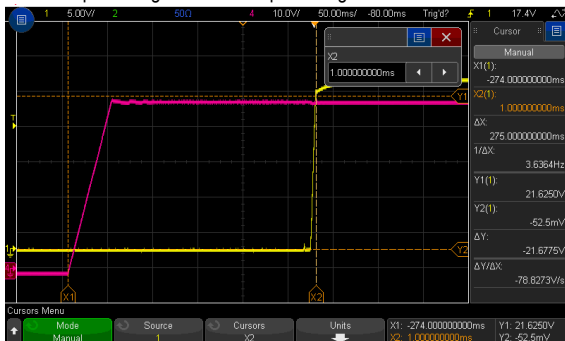 1 5.00V/ 2 50Ω 4 10.0V/ 50.00ms/ -80.00ms Trig'd? 1 17.4V
Cursor
Manual
X1(1):
-274.000000000ms
X2(1):
1.000000000ms
ΔX:
275.000000000ms
1/ΔX:
3.6364Hz
Y1(1):
21.6250V
Y2(1):
-52.5mV
ΔY:
-21.6775V
ΔY/ΔX:
-78.8273V/s
X2
1.000000000ms
T
Y1
Y2
X1
X2
Cursors Menu
Mode
Manual
Source
1
Cursors
X2
Units
X1: -274.000000000ms
X2: 1.000000000ms
Y1: 21.6250V
Y2: -52.5mV